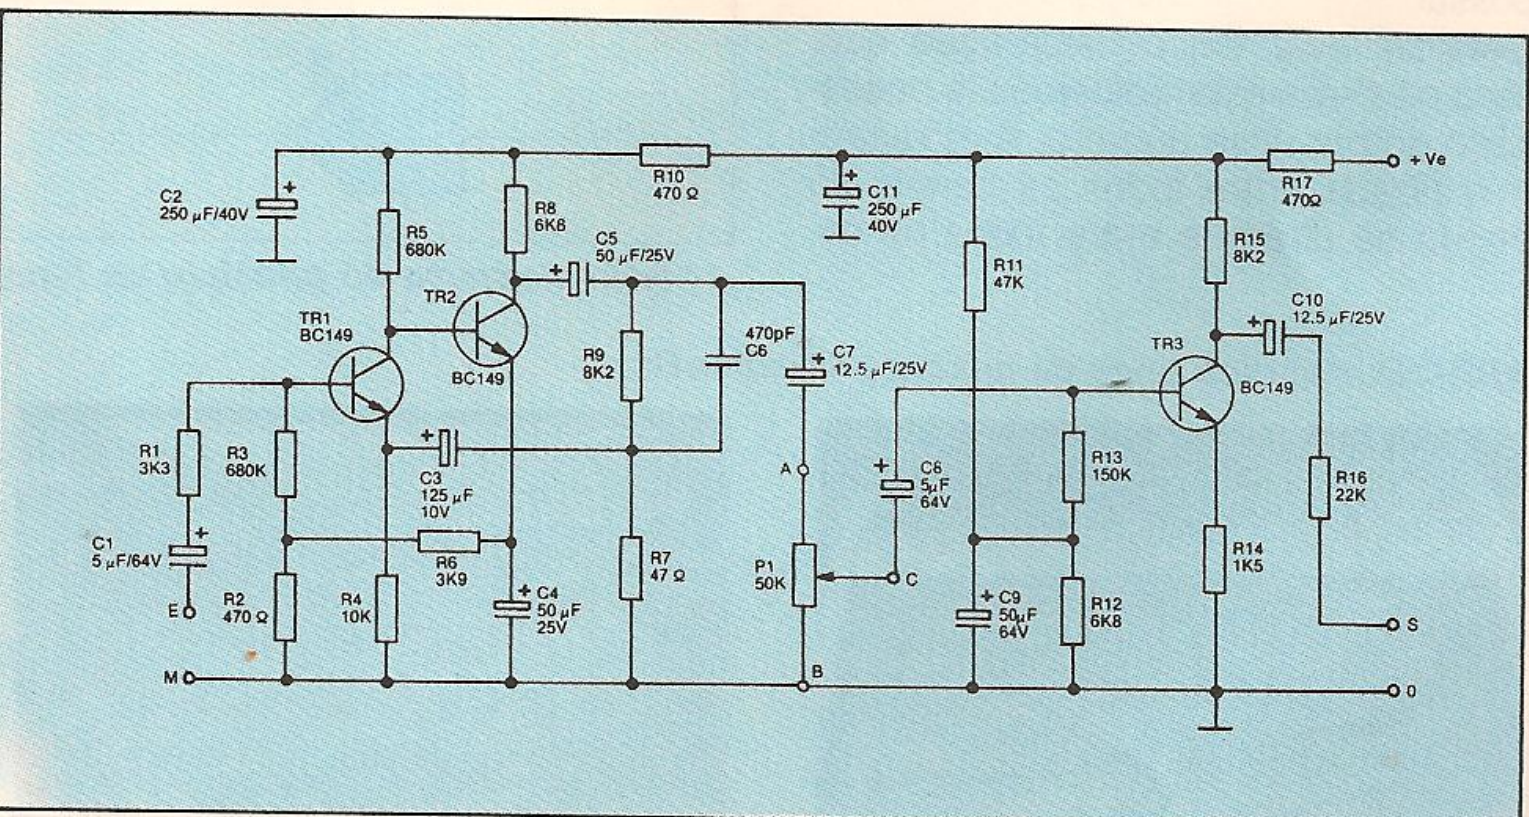 C2
250 µF/40V
R5
680K
R8
6K8
R10
470 Ω
C11
250 µF
40V
+ Ve
R17
470Ω
C5
50 µF/25V
R11
47K
R15
8K2
C10
12.5 µF/25V
TR1
BC149
TR2
BC149
R9
8K2
470pF
C6
C7
12.5 µF/25V
TR3
BC149
R1
3K3
R3
680K
C3
125 µF
10V
A
C6
5µF
64V
R13
150K
R16
22K
C1
5 µF/64V
E
R2
470 Ω
R4
10K
R6
3K9
C4
50 µF
25V
R7
47 Ω
P1
50K
C
C9
50µF
64V
R12
6K8
R14
1K5
S
M
B
0
+
+
+
+
+
+
+
+
+